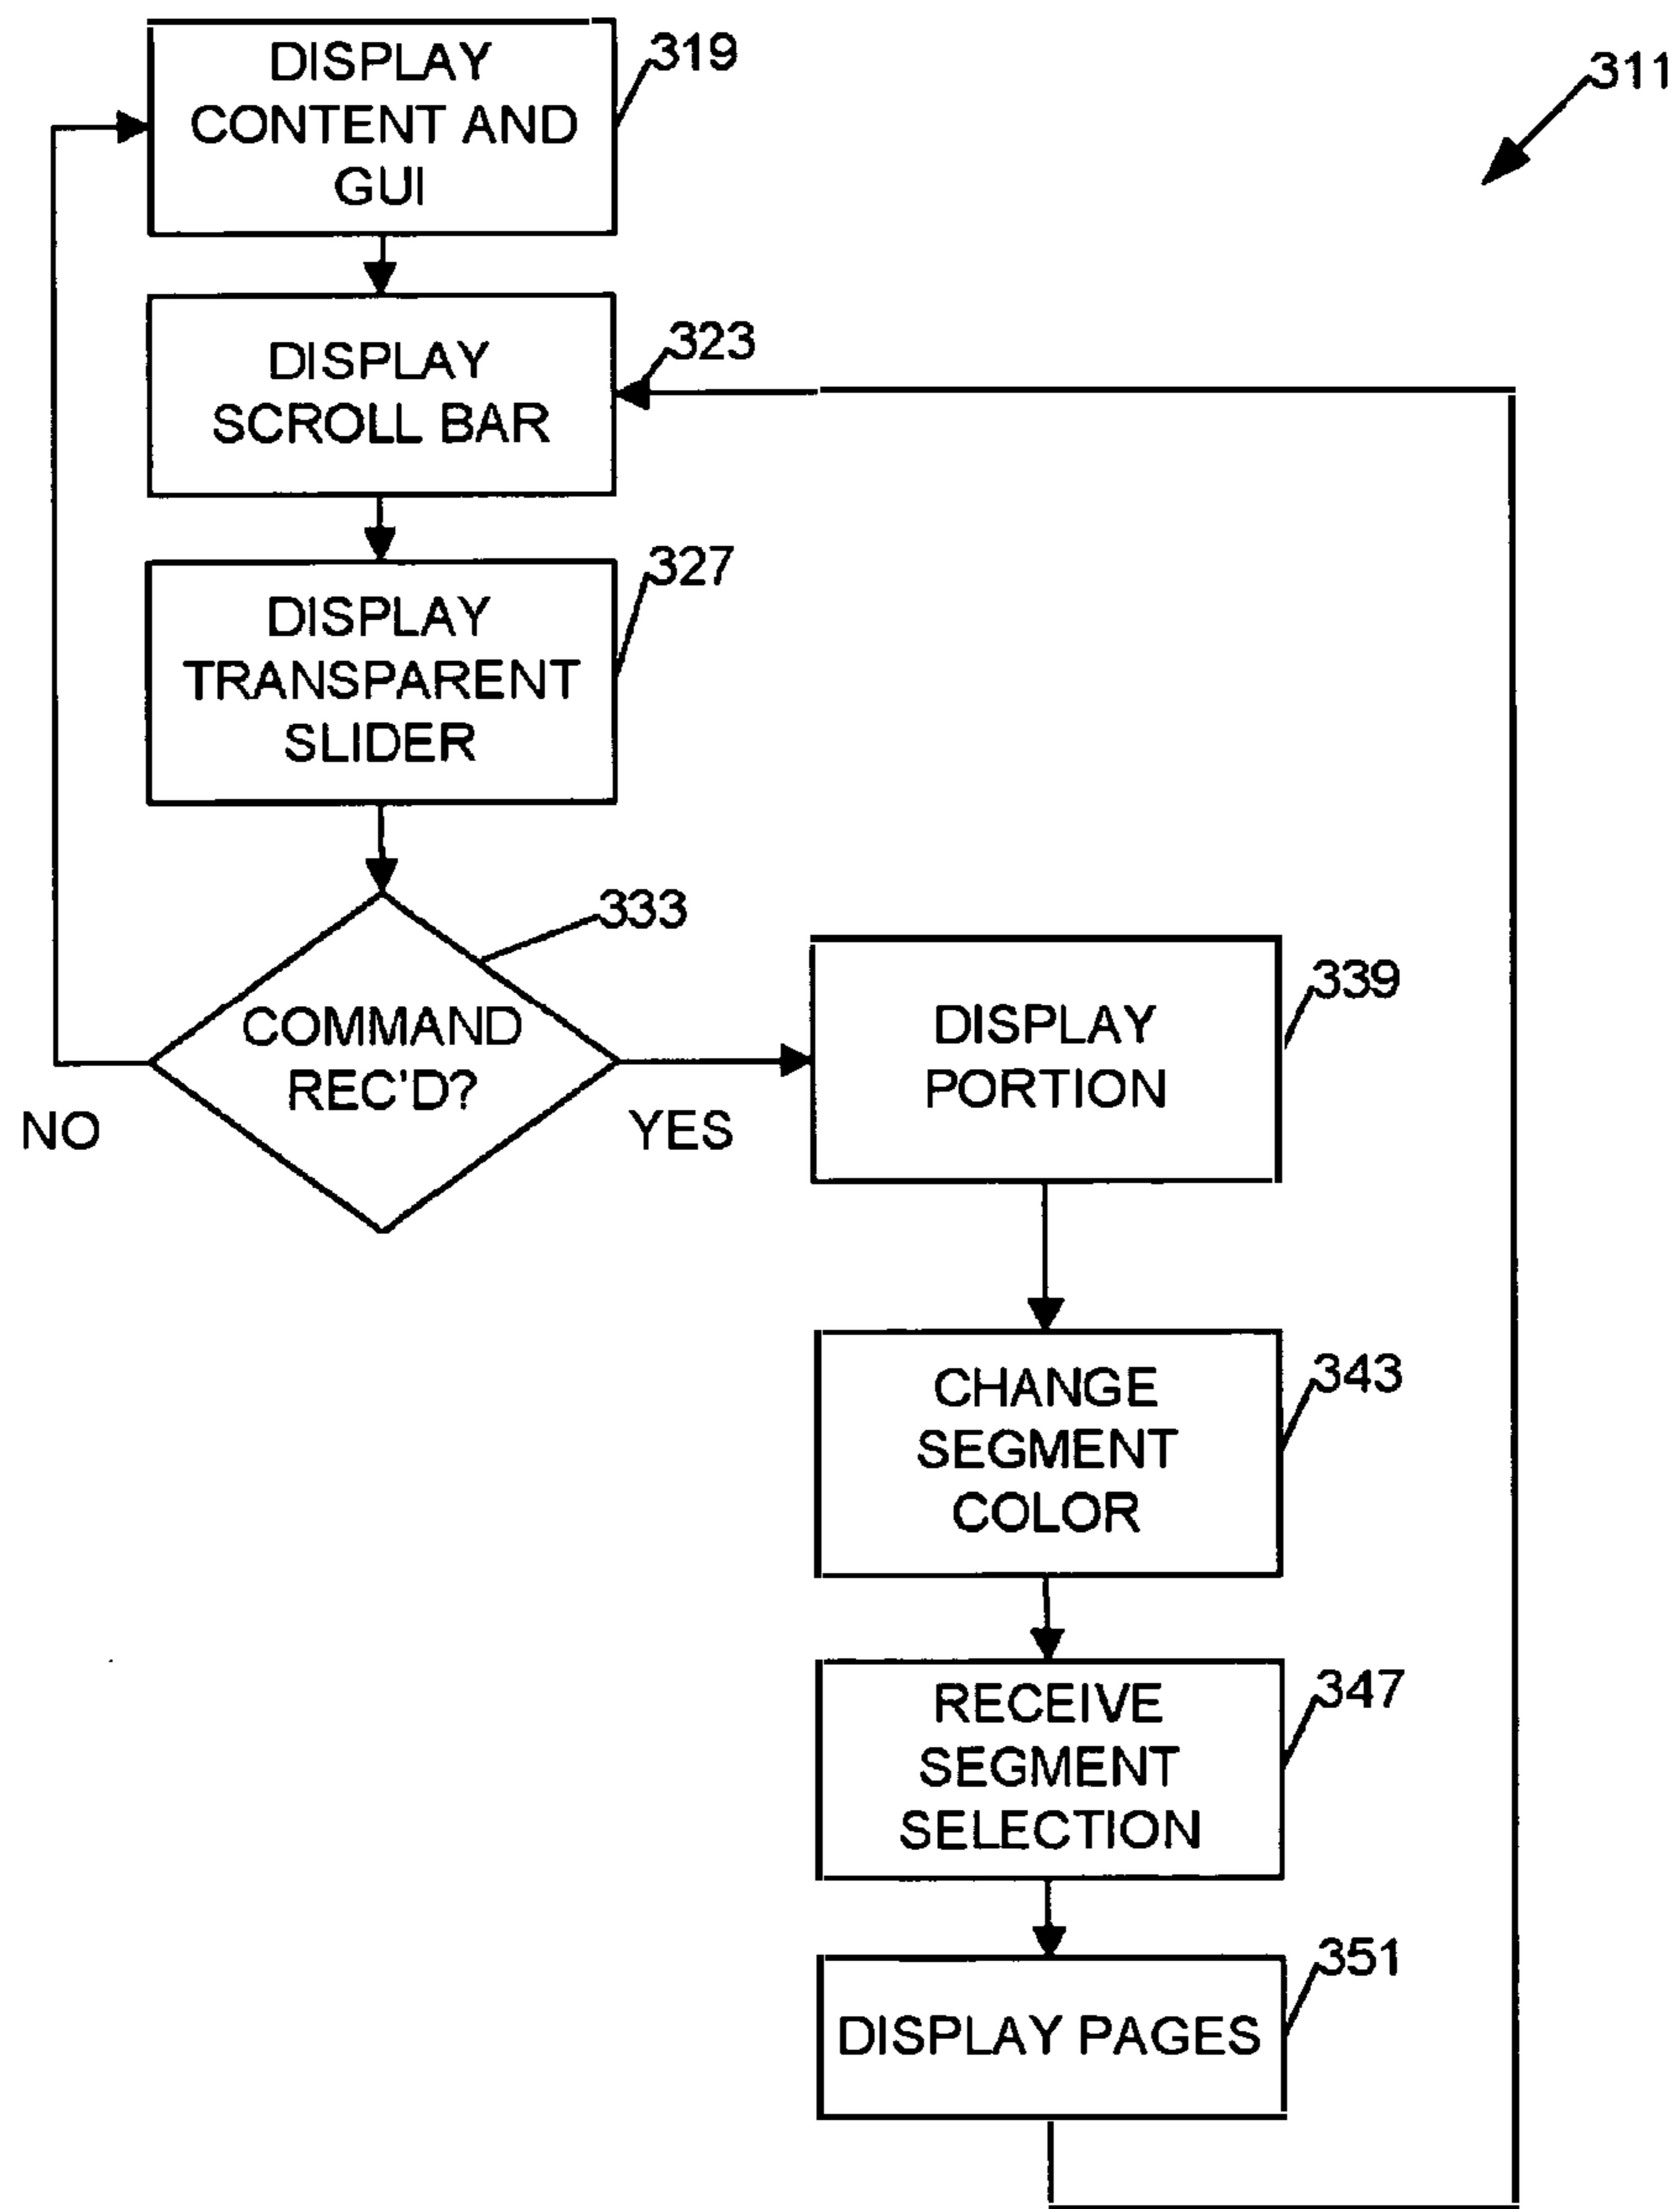 DISPLAY
CONTENT AND
GUI
319
311
DISPLAY
SCROLL BAR
323
DISPLAY
TRANSPARENT
SLIDER
327
COMMAND
REC'D?
333
NO
YES
DISPLAY
PORTION
339
CHANGE
SEGMENT
COLOR
343
RECEIVE
SEGMENT
SELECTION
347
DISPLAY PAGES
351